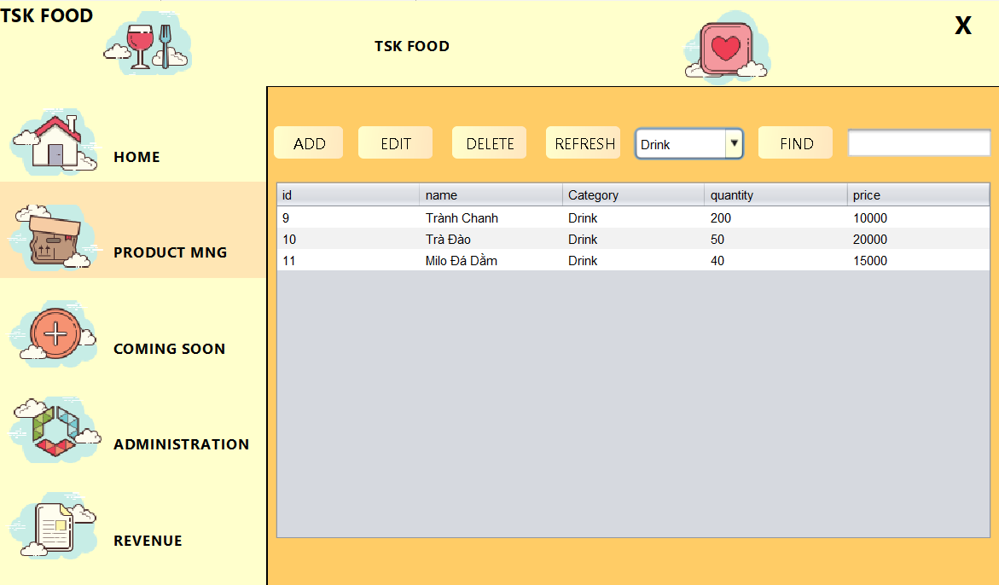 TSK FOOD
TSK FOOD
X
HOME
PRODUCT MNG
COMING SOON
ADMINISTRATION
REVENUE
ADD EDIT DELETE REFRESH Drink FIND
id name Category quantity price
9 Trành Chanh Drink 200 10000
10 Trà Đào Drink 50 20000
11 Milo Đá Dằm Drink 40 15000